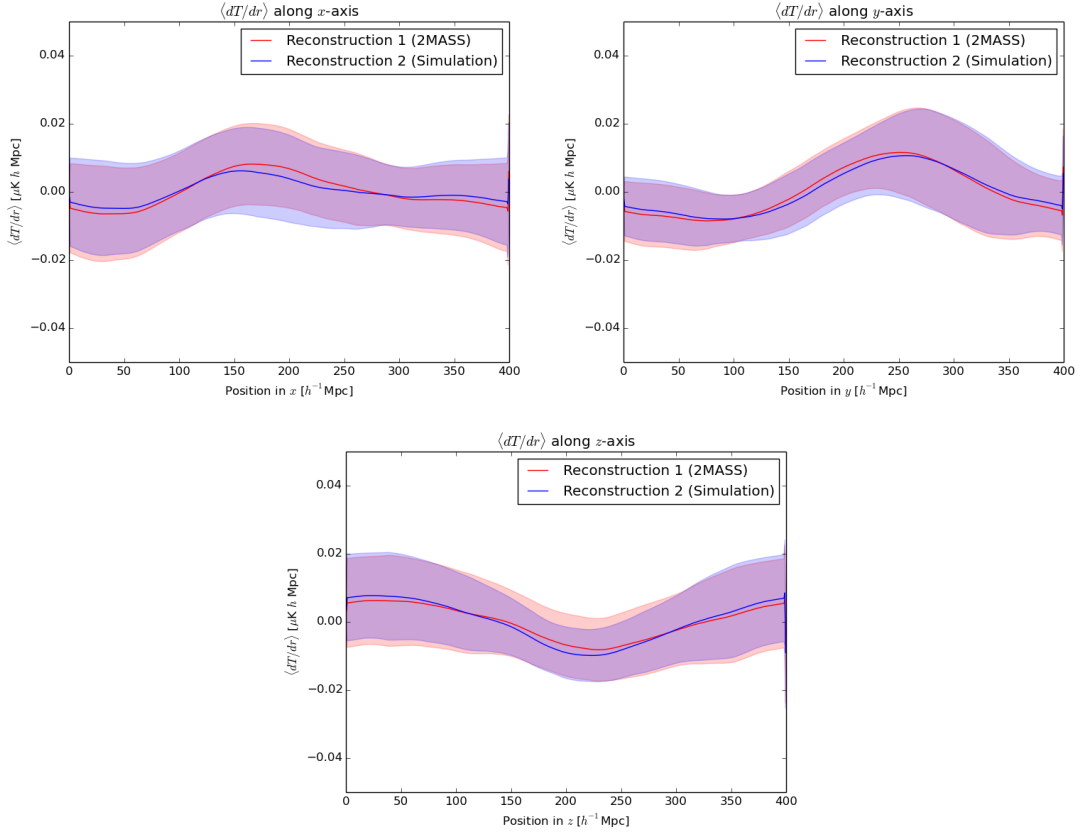 ⟨dT/dr⟩ along x-axis
Reconstruction 1 (2MASS)
Reconstruction 2 (Simulation)
⟨dT/dr⟩ [μK h Mpc]
0.04
0.02
0.00
−0.02
−0.04
0 50 100 150 200 250 300 350 400
Position in x [h⁻¹ Mpc]
⟨dT/dr⟩ along y-axis
Reconstruction 1 (2MASS)
Reconstruction 2 (Simulation)
⟨dT/dr⟩ [μK h Mpc]
0.04
0.02
0.00
−0.02
−0.04
0 50 100 150 200 250 300 350 400
Position in y [h⁻¹ Mpc]
⟨dT/dr⟩ along z-axis
Reconstruction 1 (2MASS)
Reconstruction 2 (Simulation)
⟨dT/dr⟩ [μK h Mpc]
0.04
0.02
0.00
−0.02
−0.04
0 50 100 150 200 250 300 350 400
Position in z [h⁻¹ Mpc]